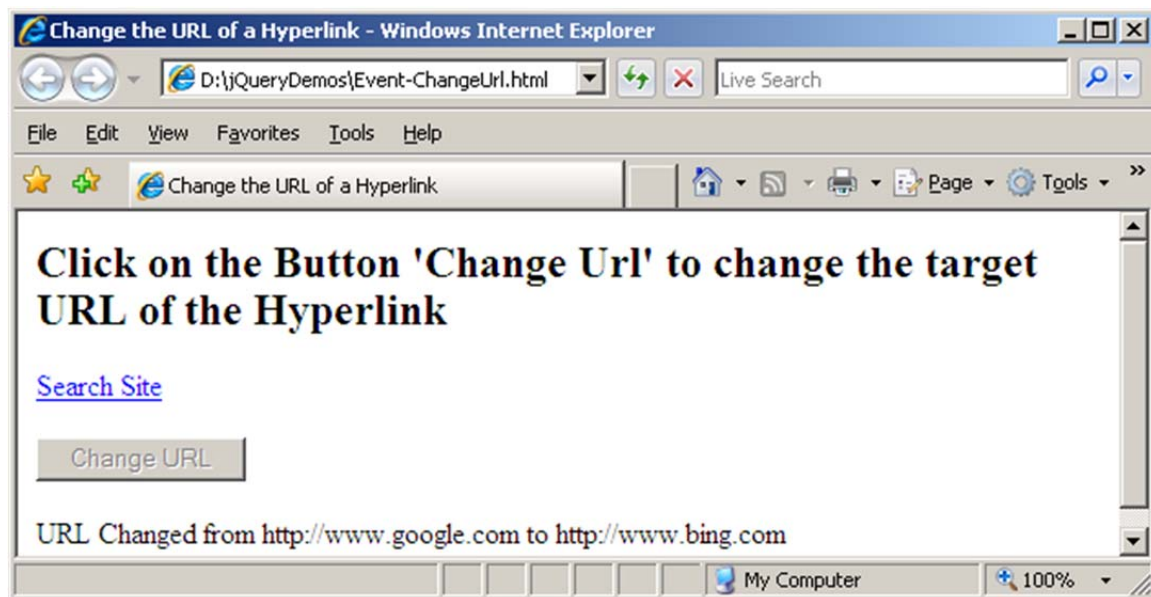 Change the URL of a Hyperlink - Windows Internet Explorer
D:\jQueryDemos\Event-ChangeUrl.html
Live Search
File Edit View Favorites Tools Help
Change the URL of a Hyperlink
Page Tools »
Click on the Button 'Change Url' to change the target
URL of the Hyperlink
Search Site
Change URL
URL Changed from http://www.google.com to http://www.bing.com
My Computer
100%